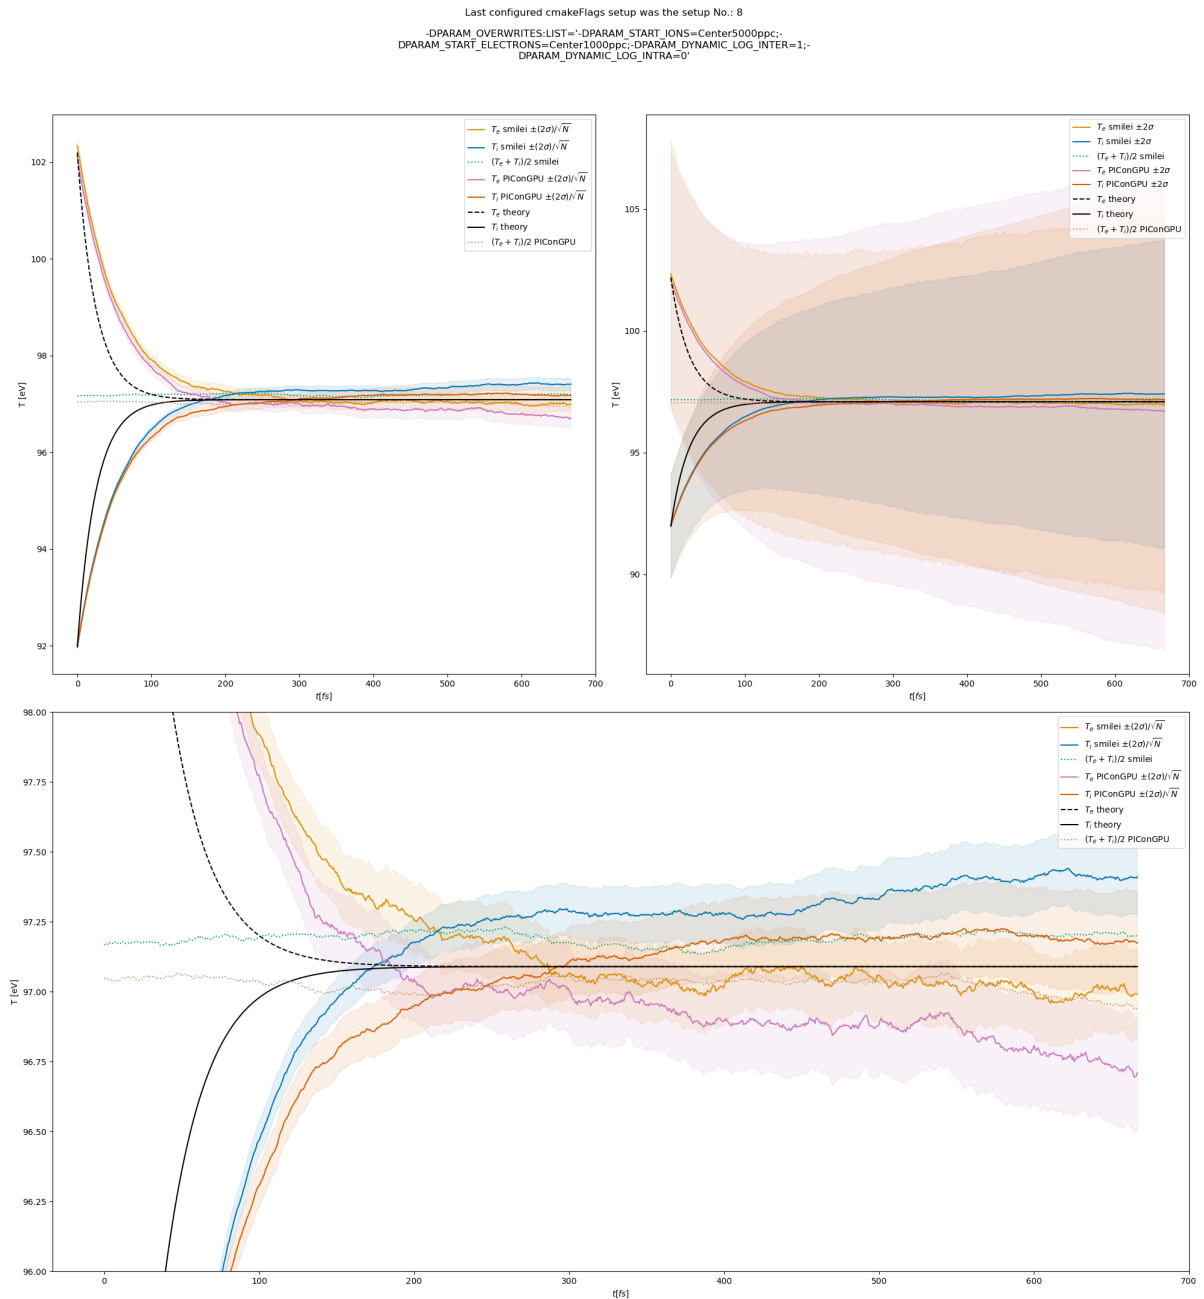 Last configured cmakeFlags setup was the setup No.: 8
-DPARAM_OVERWRITES:LIST='-DPARAM_START_IONS=Center5000ppc;-
DPARAM_START_ELECTRONS=Center1000ppc;-DPARAM_DYNAMIC_LOG_INTER=1;-
DPARAM_DYNAMIC_LOG_INTRA=0'
T [eV]
102
100
98
96
94
92
0 100 200 300 400 500 600 700
t[fs]
T_e smilei ±(2σ)/√N
T_i smilei ±(2σ)/√N
(T_e + T_i)/2 smilei
T_e PIConGPU ±(2σ)/√N
T_i PIConGPU ±(2σ)/√N
T_e theory
T_i theory
(T_e + T_i)/2 PIConGPU
T [eV]
105
100
95
90
0 100 200 300 400 500 600 700
t[fs]
T_e smilei ±2σ
T_i smilei ±2σ
(T_e + T_i)/2 smilei
T_e PIConGPU ±2σ
T_i PIConGPU ±2σ
T_e theory
T_i theory
(T_e + T_i)/2 PIConGPU
T [eV]
98.00
97.75
97.50
97.25
97.00
96.75
96.50
96.25
96.00
0 100 200 300 400 500 600 700
t[fs]
T_e smilei ±(2σ)/√N
T_i smilei ±(2σ)/√N
(T_e + T_i)/2 smilei
T_e PIConGPU ±(2σ)/√N
T_i PIConGPU ±(2σ)/√N
T_e theory
T_i theory
(T_e + T_i)/2 PIConGPU